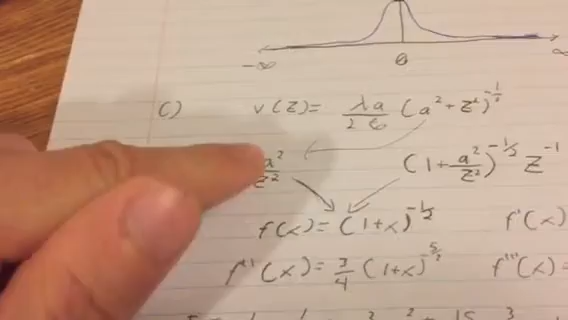 -∞ 0 ∞
C) V(z) = λa/2ε₀ (a² + z²)^-1/2
a²/z² (1 + a²/z²)^-1/2 z^-1
f(x) = (1+x)^-1/2 f'(x)
f''(x) = 3/4 (1+x)^-5/2 f'''(x) =